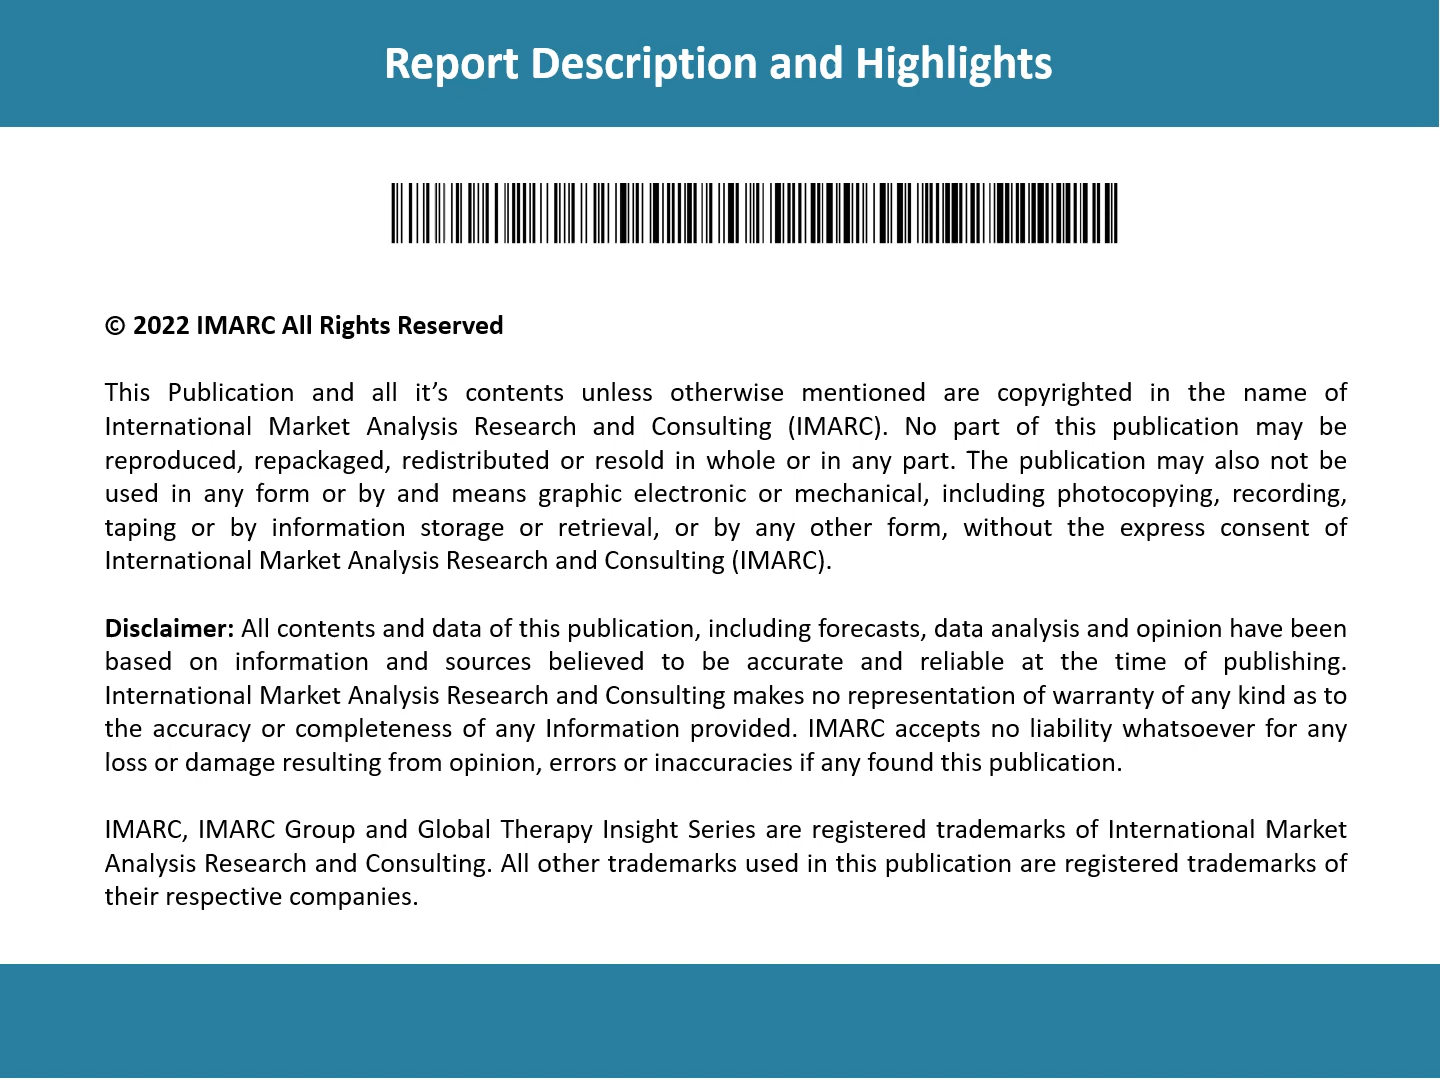 Report Description and Highlights
© 2022 IMARC All Rights Reserved
This Publication and all it’s contents unless otherwise mentioned are copyrighted in the name of
International Market Analysis Research and Consulting (IMARC). No part of this publication may be
reproduced, repackaged, redistributed or resold in whole or in any part. The publication may also not be
used in any form or by and means graphic electronic or mechanical, including photocopying, recording,
taping or by information storage or retrieval, or by any other form, without the express consent of
International Market Analysis Research and Consulting (IMARC).
Disclaimer: All contents and data of this publication, including forecasts, data analysis and opinion have been
based on information and sources believed to be accurate and reliable at the time of publishing.
International Market Analysis Research and Consulting makes no representation of warranty of any kind as to
the accuracy or completeness of any Information provided. IMARC accepts no liability whatsoever for any
loss or damage resulting from opinion, errors or inaccuracies if any found this publication.
IMARC, IMARC Group and Global Therapy Insight Series are registered trademarks of International Market
Analysis Research and Consulting. All other trademarks used in this publication are registered trademarks of
their respective companies.